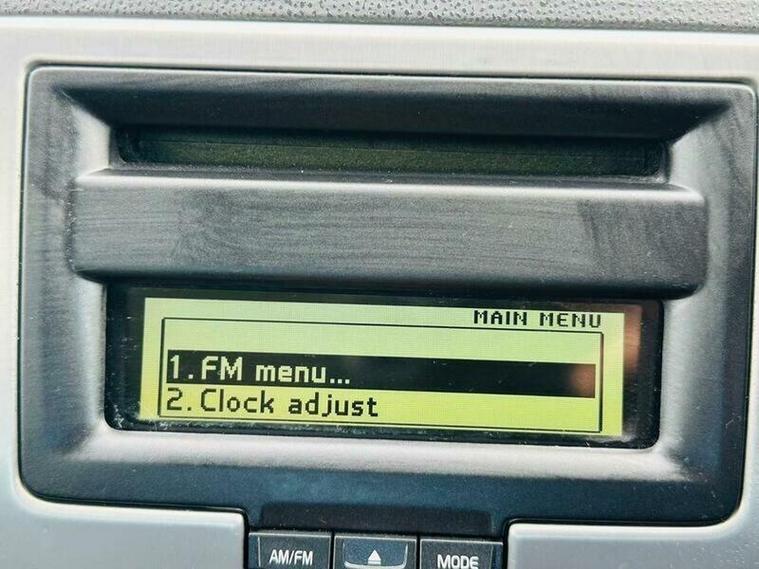 MAIN MENU
1. FM menu...
2. Clock adjust
AM/FM
MODE